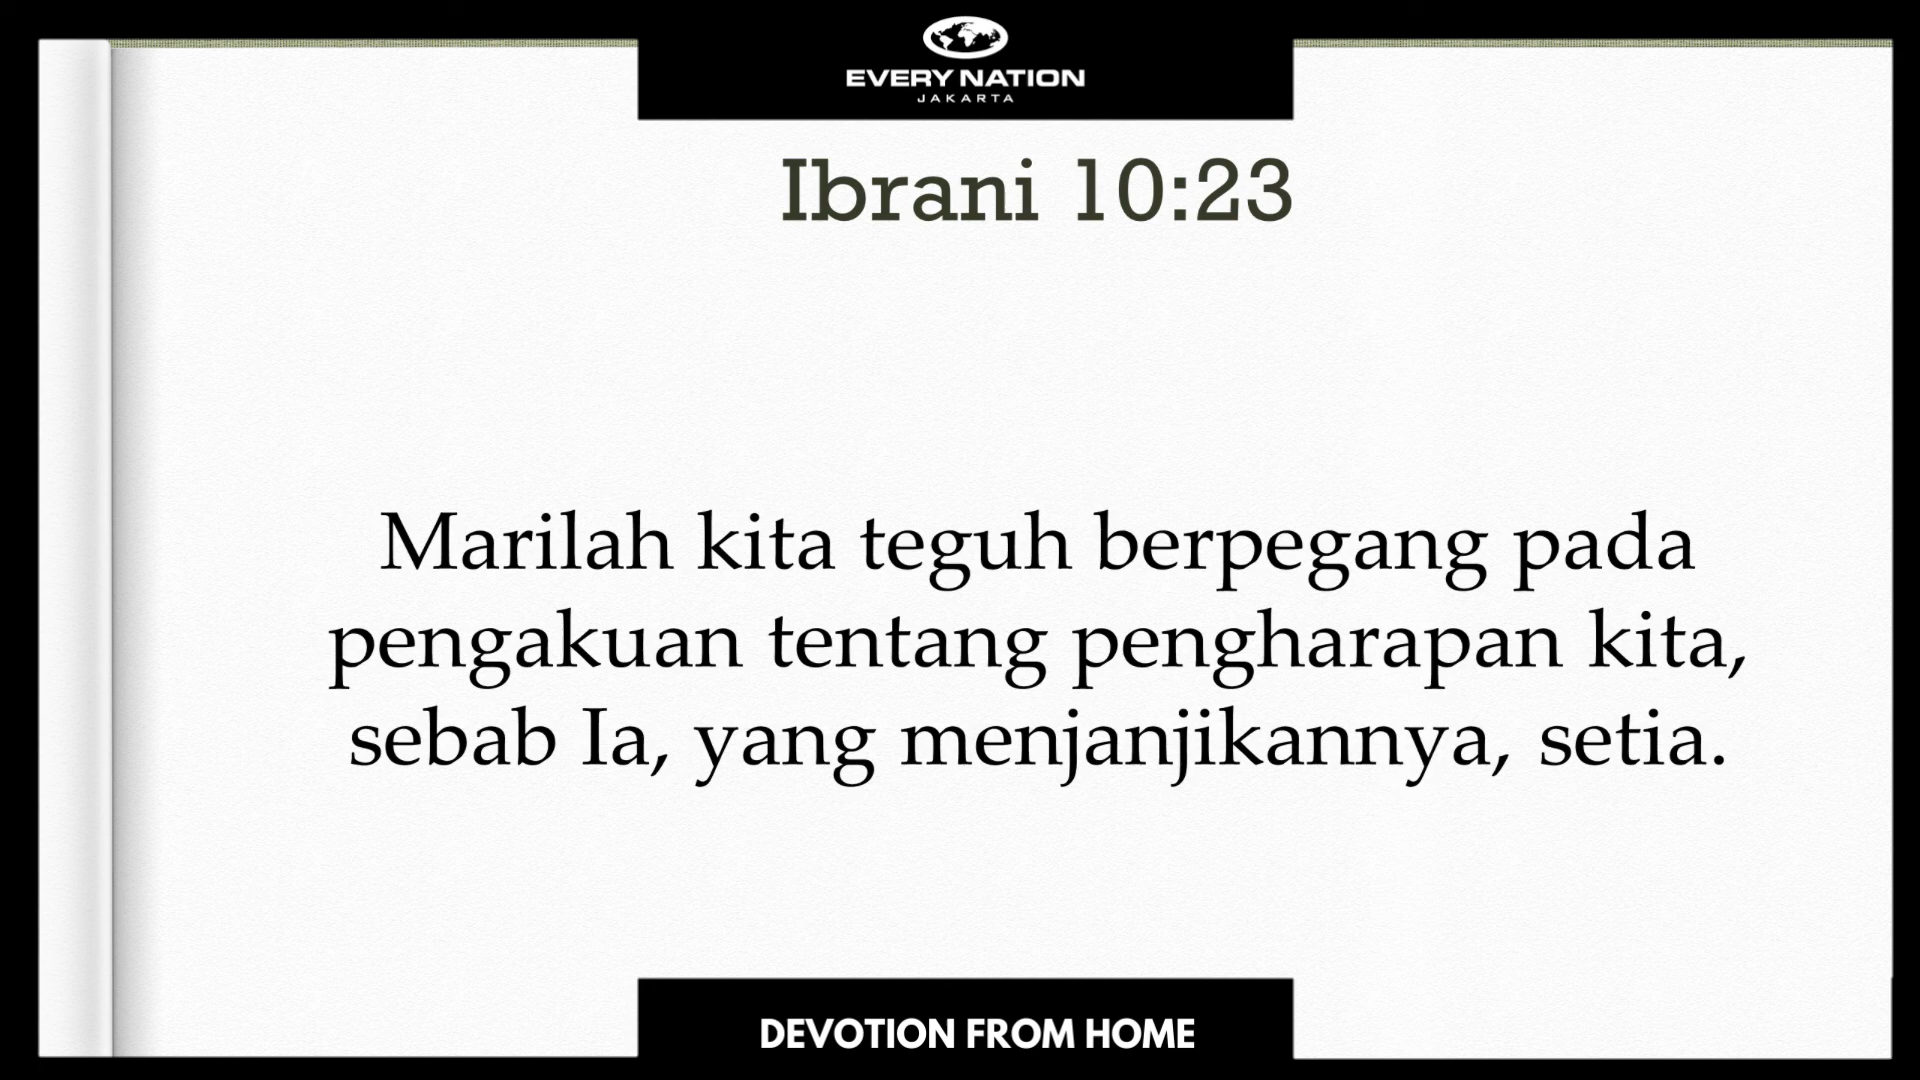 EVERY NATION
JAKARTA
Ibrani 10:23
Marilah kita teguh berpegang pada
pengakuan tentang pengharapan kita,
sebab Ia, yang menjanjikannya, setia.
DEVOTION FROM HOME